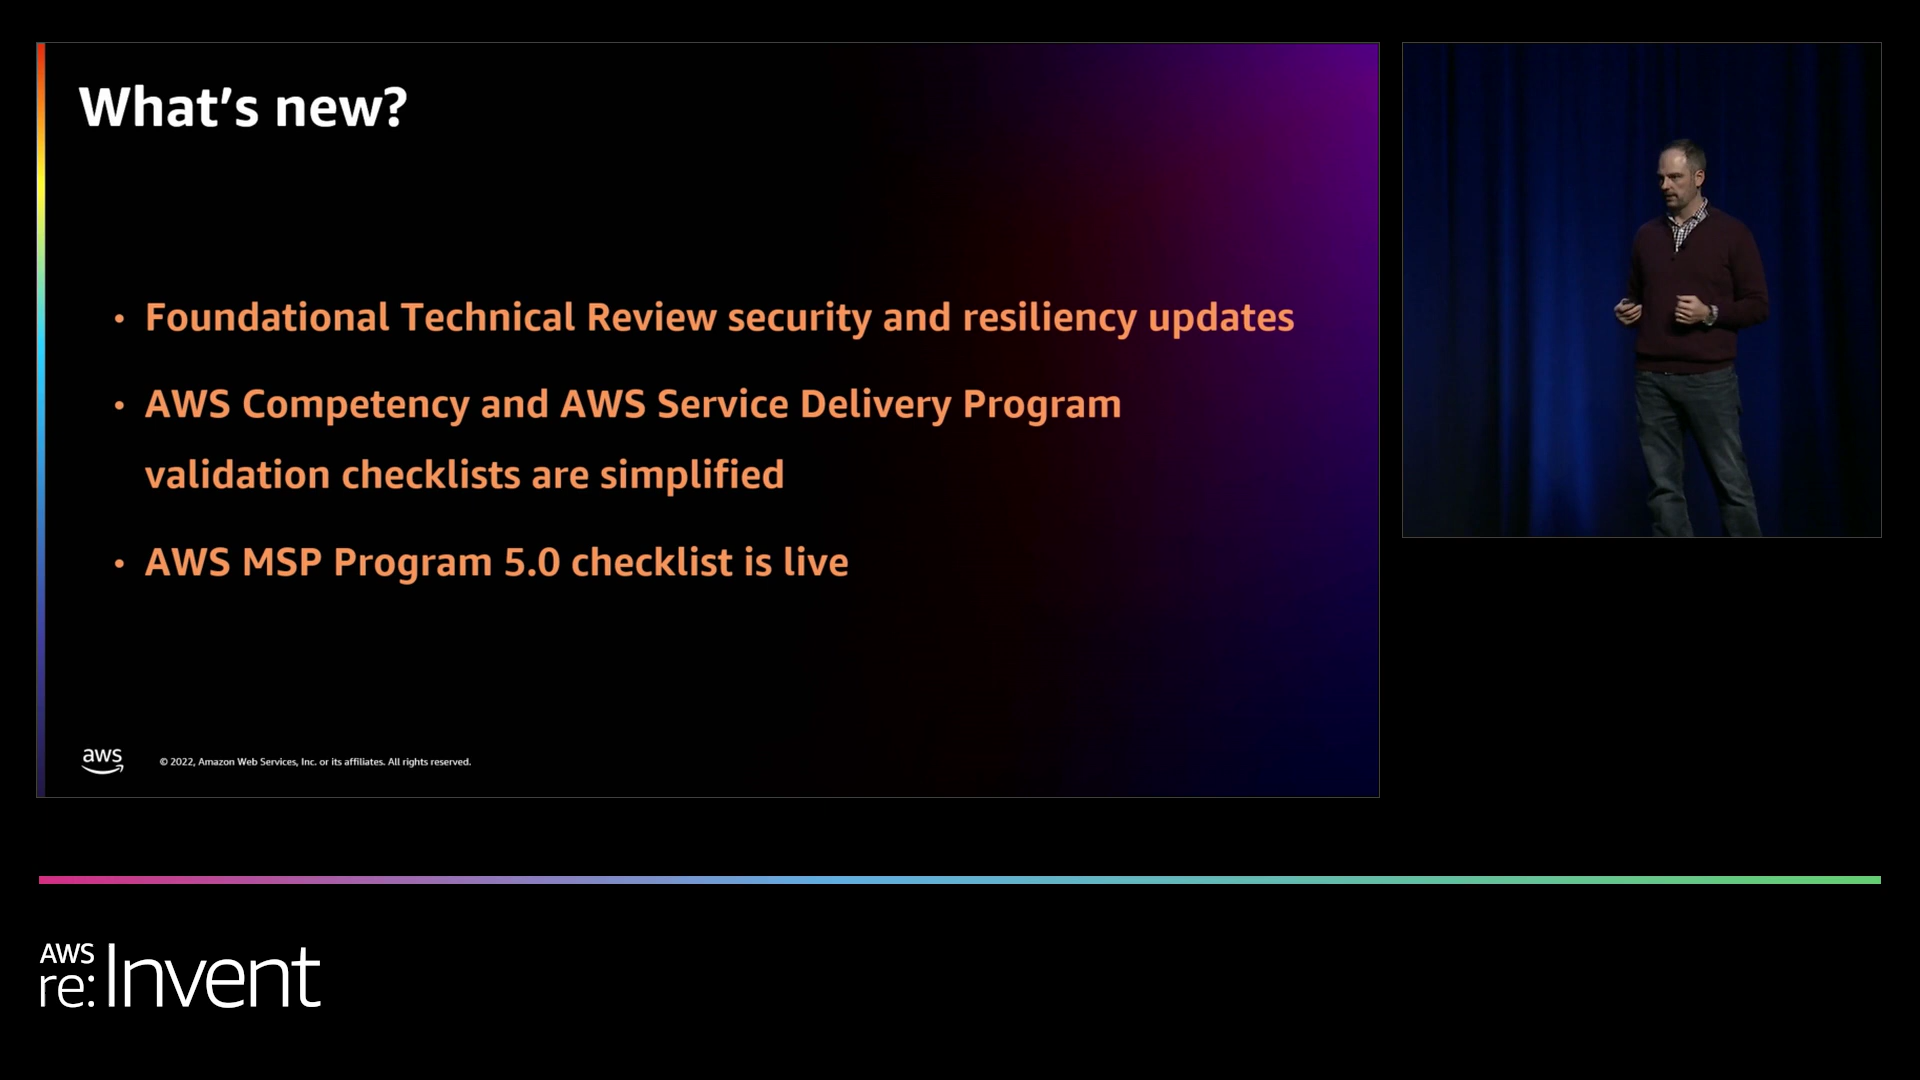 What’s new?
• Foundational Technical Review security and resiliency updates
• AWS Competency and AWS Service Delivery Program
validation checklists are simplified
• AWS MSP Program 5.0 checklist is live
aws
© 2022, Amazon Web Services, Inc. or its affiliates. All rights reserved.
AWS
re:Invent